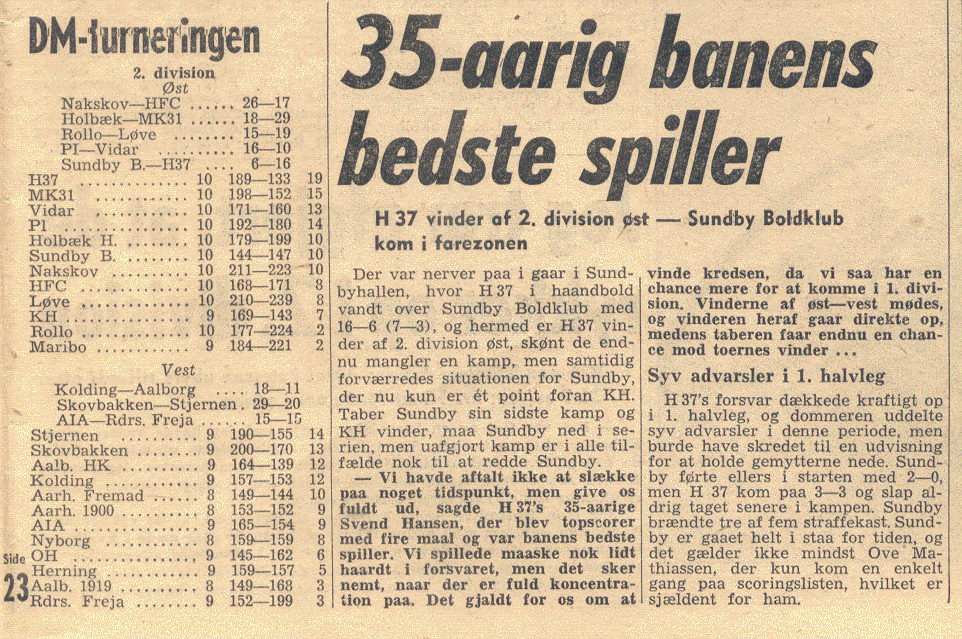 DM-turneringen
2. division
Øst
Nakskov—HFC ...... 26—17
Holbæk—MK31 ...... 18—29
Rollo—Løve ........ 15—19
PI—Vidar .......... 16—10
Sundby B.—H37 .... 6—16
H37 .............. 10 189—133 19
MK31 ............ 10 198—152 15
Vidar ............ 10 171—160 13
PI ............... 10 192—180 14
Holbæk H. ........ 10 179—199 10
Sundby B. ........ 10 144—147 10
Nakskov .......... 10 211—223 10
HFC .............. 10 168—171 8
Løve ............. 10 210—239 8
KH ............... 9 169—143 7
Rollo ............ 10 177—224 2
Maribo ........... 9 184—221 2
Vest
Kolding—Aalborg .... 18—11
Skovbakken—Stjernen . 29—20
AIA—Rdrs. Freja ...... 15—15
Stjernen .......... 9 190—155 14
Skovbakken ........ 9 200—170 13
Aalb. HK .......... 9 164—139 12
Kolding ........... 9 157—153 12
Aarh. Fremad ...... 8 149—144 10
Aarh. 1900 ........ 8 153—152 9
AIA ............... 9 165—154 9
Nyborg ............ 8 159—159 8
OH ................ 9 145—162 6
Herning ........... 9 159—157 5
Aalb. 1919 ........ 8 149—168 3
Rdrs. Freja ....... 9 152—199 3
Side
23
35-aarig banens
bedste spiller
H 37 vinder af 2. division øst — Sundby Boldklub
kom i farezonen
Der var nerver paa i gaar i Sund-
byhallen, hvor H 37 i haandbold
vandt over Sundby Boldklub med
16—6 (7—3), og hermed er H 37 vin-
der af 2. division øst, skønt de end-
nu mangler en kamp, men samtidig
forværredes situationen for Sundby,
der nu kun er ét point foran KH.
Taber Sundby sin sidste kamp og
KH vinder, maa Sundby ned i se-
rien, men uafgjort kamp er i alle til-
fælde nok til at redde Sundby.
— Vi havde aftalt ikke at slække
paa noget tidspunkt, men give os
fuldt ud, sagde H 37's 35-aarige
Svend Hansen, der blev topscorer
med fire maal og var banens bedste
spiller. Vi spillede maaske nok lidt
haardt i forsvaret, men det sker
nemt, naar der er fuld koncentra-
tion paa. Det gjaldt for os om at
vinde kredsen, da vi saa har en
chance mere for at komme i 1. divi-
sion. Vinderne af øst—vest mødes,
og vinderen heraf gaar direkte op,
medens taberen faar endnu en chan-
ce mod toernes vinder ...
Syv advarsler i 1. halvleg
H 37's forsvar dækkede kraftigt op
i 1. halvleg, og dommeren uddelte
syv advarsler i denne periode, men
burde have skredet til en udvisning
for at holde gemytterne nede. Sund-
by førte ellers i starten med 2—0,
men H 37 kom paa 3—3 og slap al-
drig taget senere i kampen. Sundby
brændte tre af fem straffekast. Sund-
by er gaaet helt i staa for tiden, og
det gælder ikke mindst Ove Ma-
thiassen, der kun kom en enkelt
gang paa scoringslisten, hvilket er
sjældent for ham.